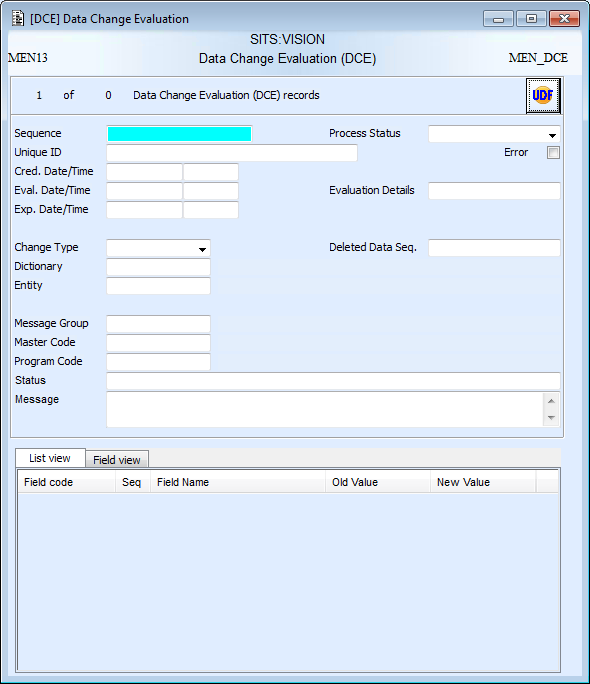 [DCE] Data Change Evaluation
SITS:VISION
MEN13 Data Change Evaluation (DCE) MEN_DCE
1 of 0 Data Change Evaluation (DCE) records UDF
Sequence Process Status
Unique ID Error
Cred. Date/Time
Eval. Date/Time Evaluation Details
Exp. Date/Time
Change Type Deleted Data Seq.
Dictionary
Entity
Message Group
Master Code
Program Code
Status
Message
List view Field view
Field code Seq Field Name Old Value New Value